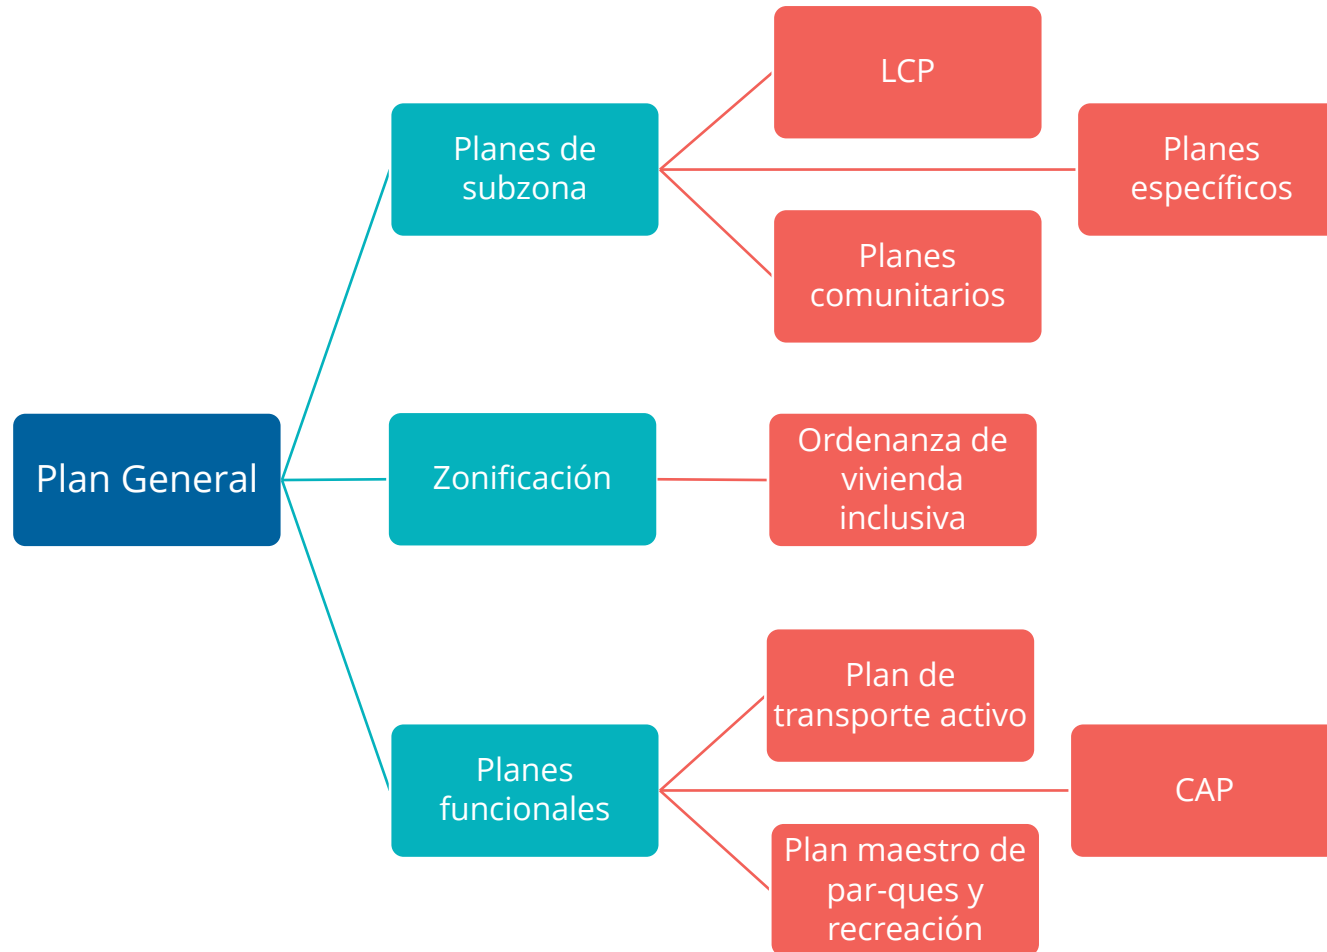 LCP
Planes de
subzona
Planes
específicos
Planes
comunitarios
Plan General
Zonificación
Ordenanza de
vivienda
inclusiva
Plan de
transporte activo
Planes
funcionales
CAP
Plan maestro de
par-ques y
recreación